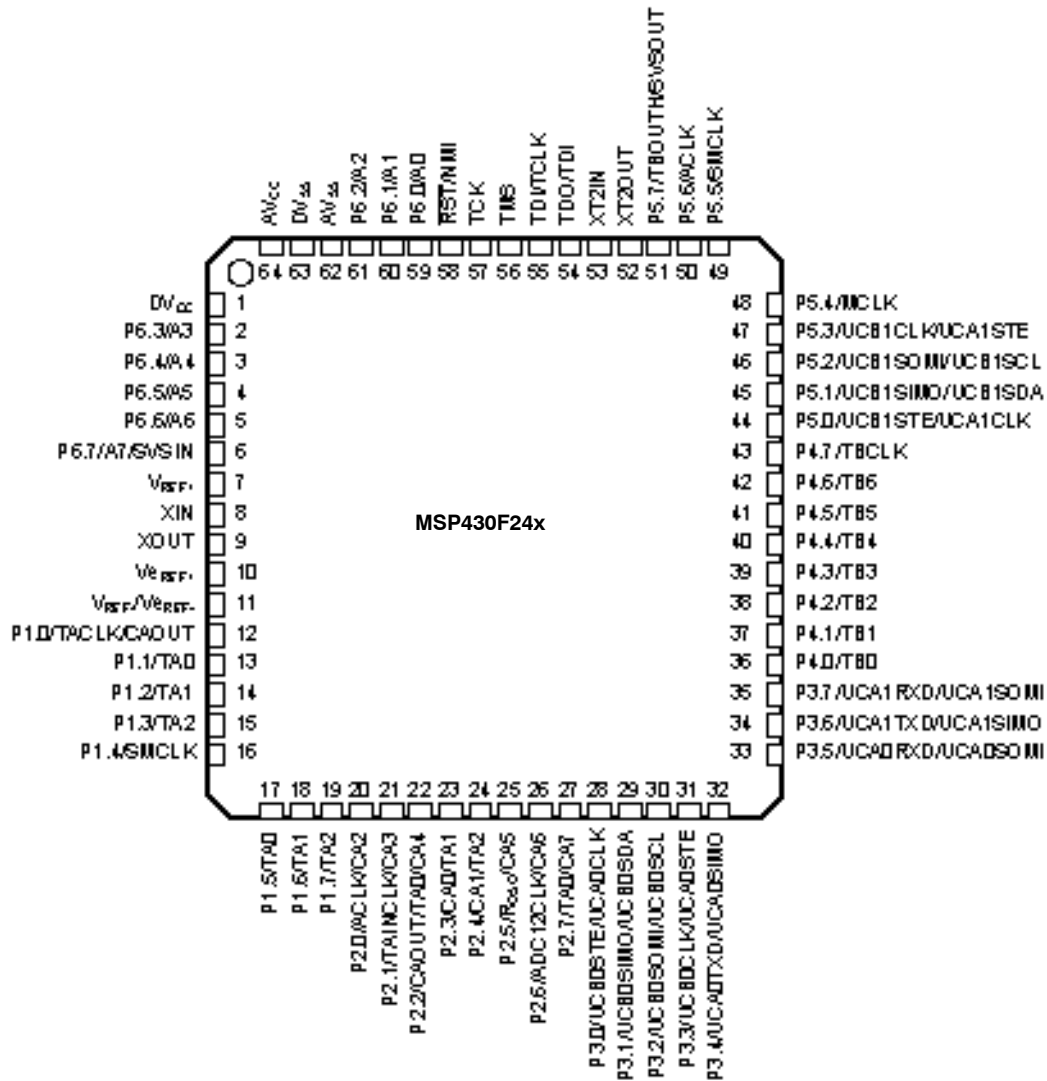 AVCC
DVSS
AVSS
P6.2/A2
P6.1/A1
P6.0/A0
RST/NMI
TCK
TMS
TDI/TCLK
TDO/TDI
XT2IN
XT2OUT
P5.7/TBOUTH/SVSOUT
P5.6/ACLK
P5.5/SMCLK
64 63 62 61 60 59 58 57 56 55 54 53 52 51 50 49
DVCC 1
P6.3/A3 2
P6.4/A4 3
P6.5/A5 4
P6.6/A6 5
P6.7/A7/SVSIN 6
VREF+ 7
XIN 8
XOUT 9
VeREF+ 10
VREF-/VeREF- 11
P1.0/TACLK/CAOUT 12
P1.1/TA0 13
P1.2/TA1 14
P1.3/TA2 15
P1.4/SMCLK 16
MSP430F24x
48 P5.4/MCLK
47 P5.3/UCB1CLK/UCA1STE
46 P5.2/UCB1SOMI/UCB1SCL
45 P5.1/UCB1SIMO/UCB1SDA
44 P5.0/UCB1STE/UCA1CLK
43 P4.7/TBCLK
42 P4.6/TB6
41 P4.5/TB5
40 P4.4/TB4
39 P4.3/TB3
38 P4.2/TB2
37 P4.1/TB1
36 P4.0/TB0
35 P3.7/UCA1RXD/UCA1SOMI
34 P3.6/UCA1TXD/UCA1SIMO
33 P3.5/UCA0RXD/UCA0SOMI
17 18 19 20 21 22 23 24 25 26 27 28 29 30 31 32
P1.5/TA0
P1.6/TA1
P1.7/TA2
P2.0/ACLK/CA2
P2.1/TAINCLK/CA3
P2.2/CAOUT/TA0/CA4
P2.3/CA0/TA1
P2.4/CA1/TA2
P2.5/ROSC/CA5
P2.6/ADC12CLK/CA6
P2.7/TA0/CA7
P3.0/UCB0STE/UCA0CLK
P3.1/UCB0SIMO/UCB0SDA
P3.2/UCB0SOMI/UCB0SCL
P3.3/UCB0CLK/UCA0STE
P3.4/UCA0TXD/UCA0SIMO